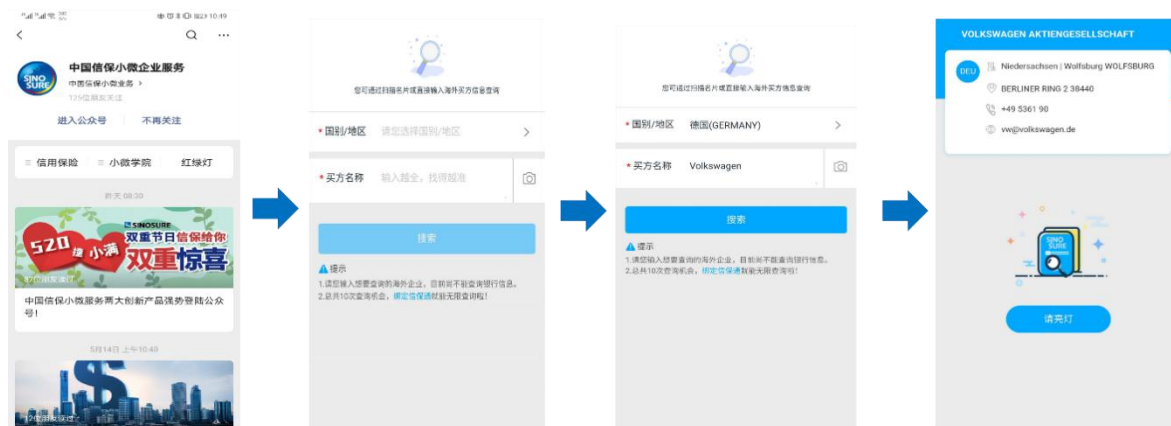 10:49
中国信保小微企业服务
中国信保小微业务 >
125位朋友关注
进入公众号
不再关注
信用保险
小微学院
红绿灯
昨天 08:30
520
撞
小满
SINOSURE
双重节日信保给你
双重惊喜
中国信保小微服务两大创新产品强势登陆公众
号!
5月14日 上午10:43
您可通过扫描名片或直接输入海外买方信息查询
*国别/地区 请您选择国别/地区
*买方名称 输入越全，找得越准
搜索
提示
1.请您输入想要查询的海外企业，目前尚不能查询银行信息。
2.总共10次查询机会，绑定信保通就能无限查询啦!
您可通过扫描名片或直接输入海外买方信息查询
*国别/地区 德国(GERMANY)
*买方名称 Volkswagen
搜索
提示
1.请您输入想要查询的海外企业，目前尚不能查询银行信息。
2.总共10次查询机会，绑定信保通就能无限查询啦!
VOLKSWAGEN AKTIENGESELLSCHAFT
DEU
Niedersachsen | Wolfsburg WOLFSBURG
BERLINER RING 2 38440
+49 5361 90
vw@volkswagen.de
SINO
SURE
请亮灯